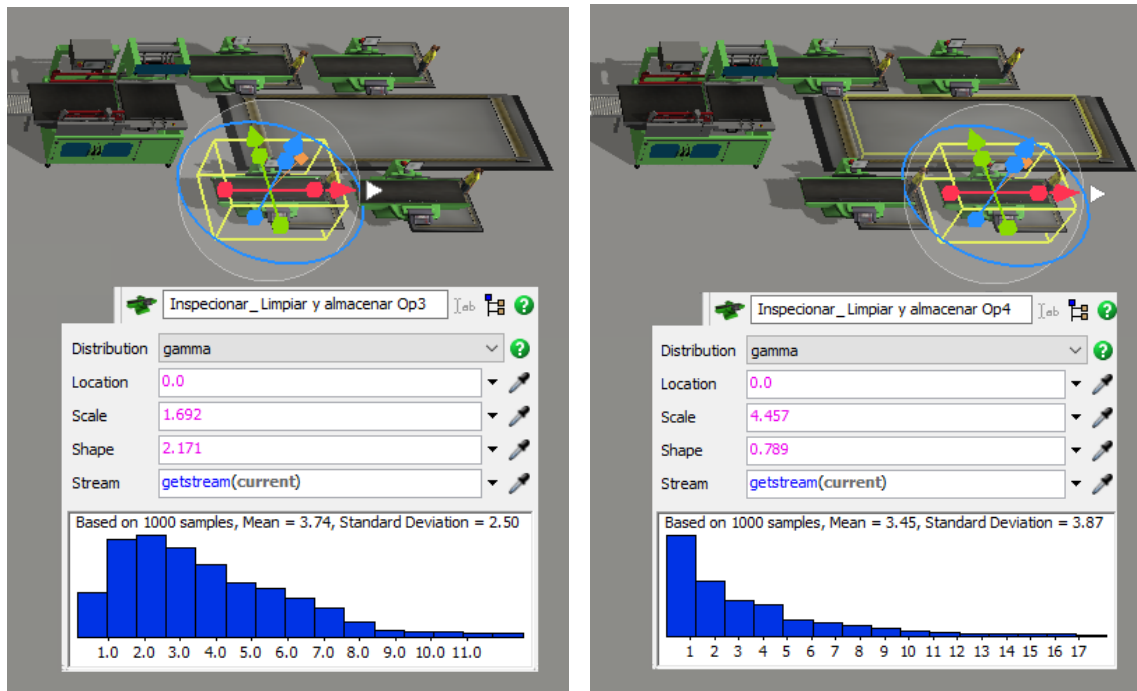 Inspecionar_Limpiar y almacenar Op3
Distribution gamma
Location 0.0
Scale 1.692
Shape 2.171
Stream getstream(current)
Based on 1000 samples, Mean = 3.74, Standard Deviation = 2.50
1.0 2.0 3.0 4.0 5.0 6.0 7.0 8.0 9.0 10.0 11.0
Inspecionar_Limpiar y almacenar Op4
Distribution gamma
Location 0.0
Scale 4.457
Shape 0.789
Stream getstream(current)
Based on 1000 samples, Mean = 3.45, Standard Deviation = 3.87
1 2 3 4 5 6 7 8 9 10 11 12 13 14 15 16 17